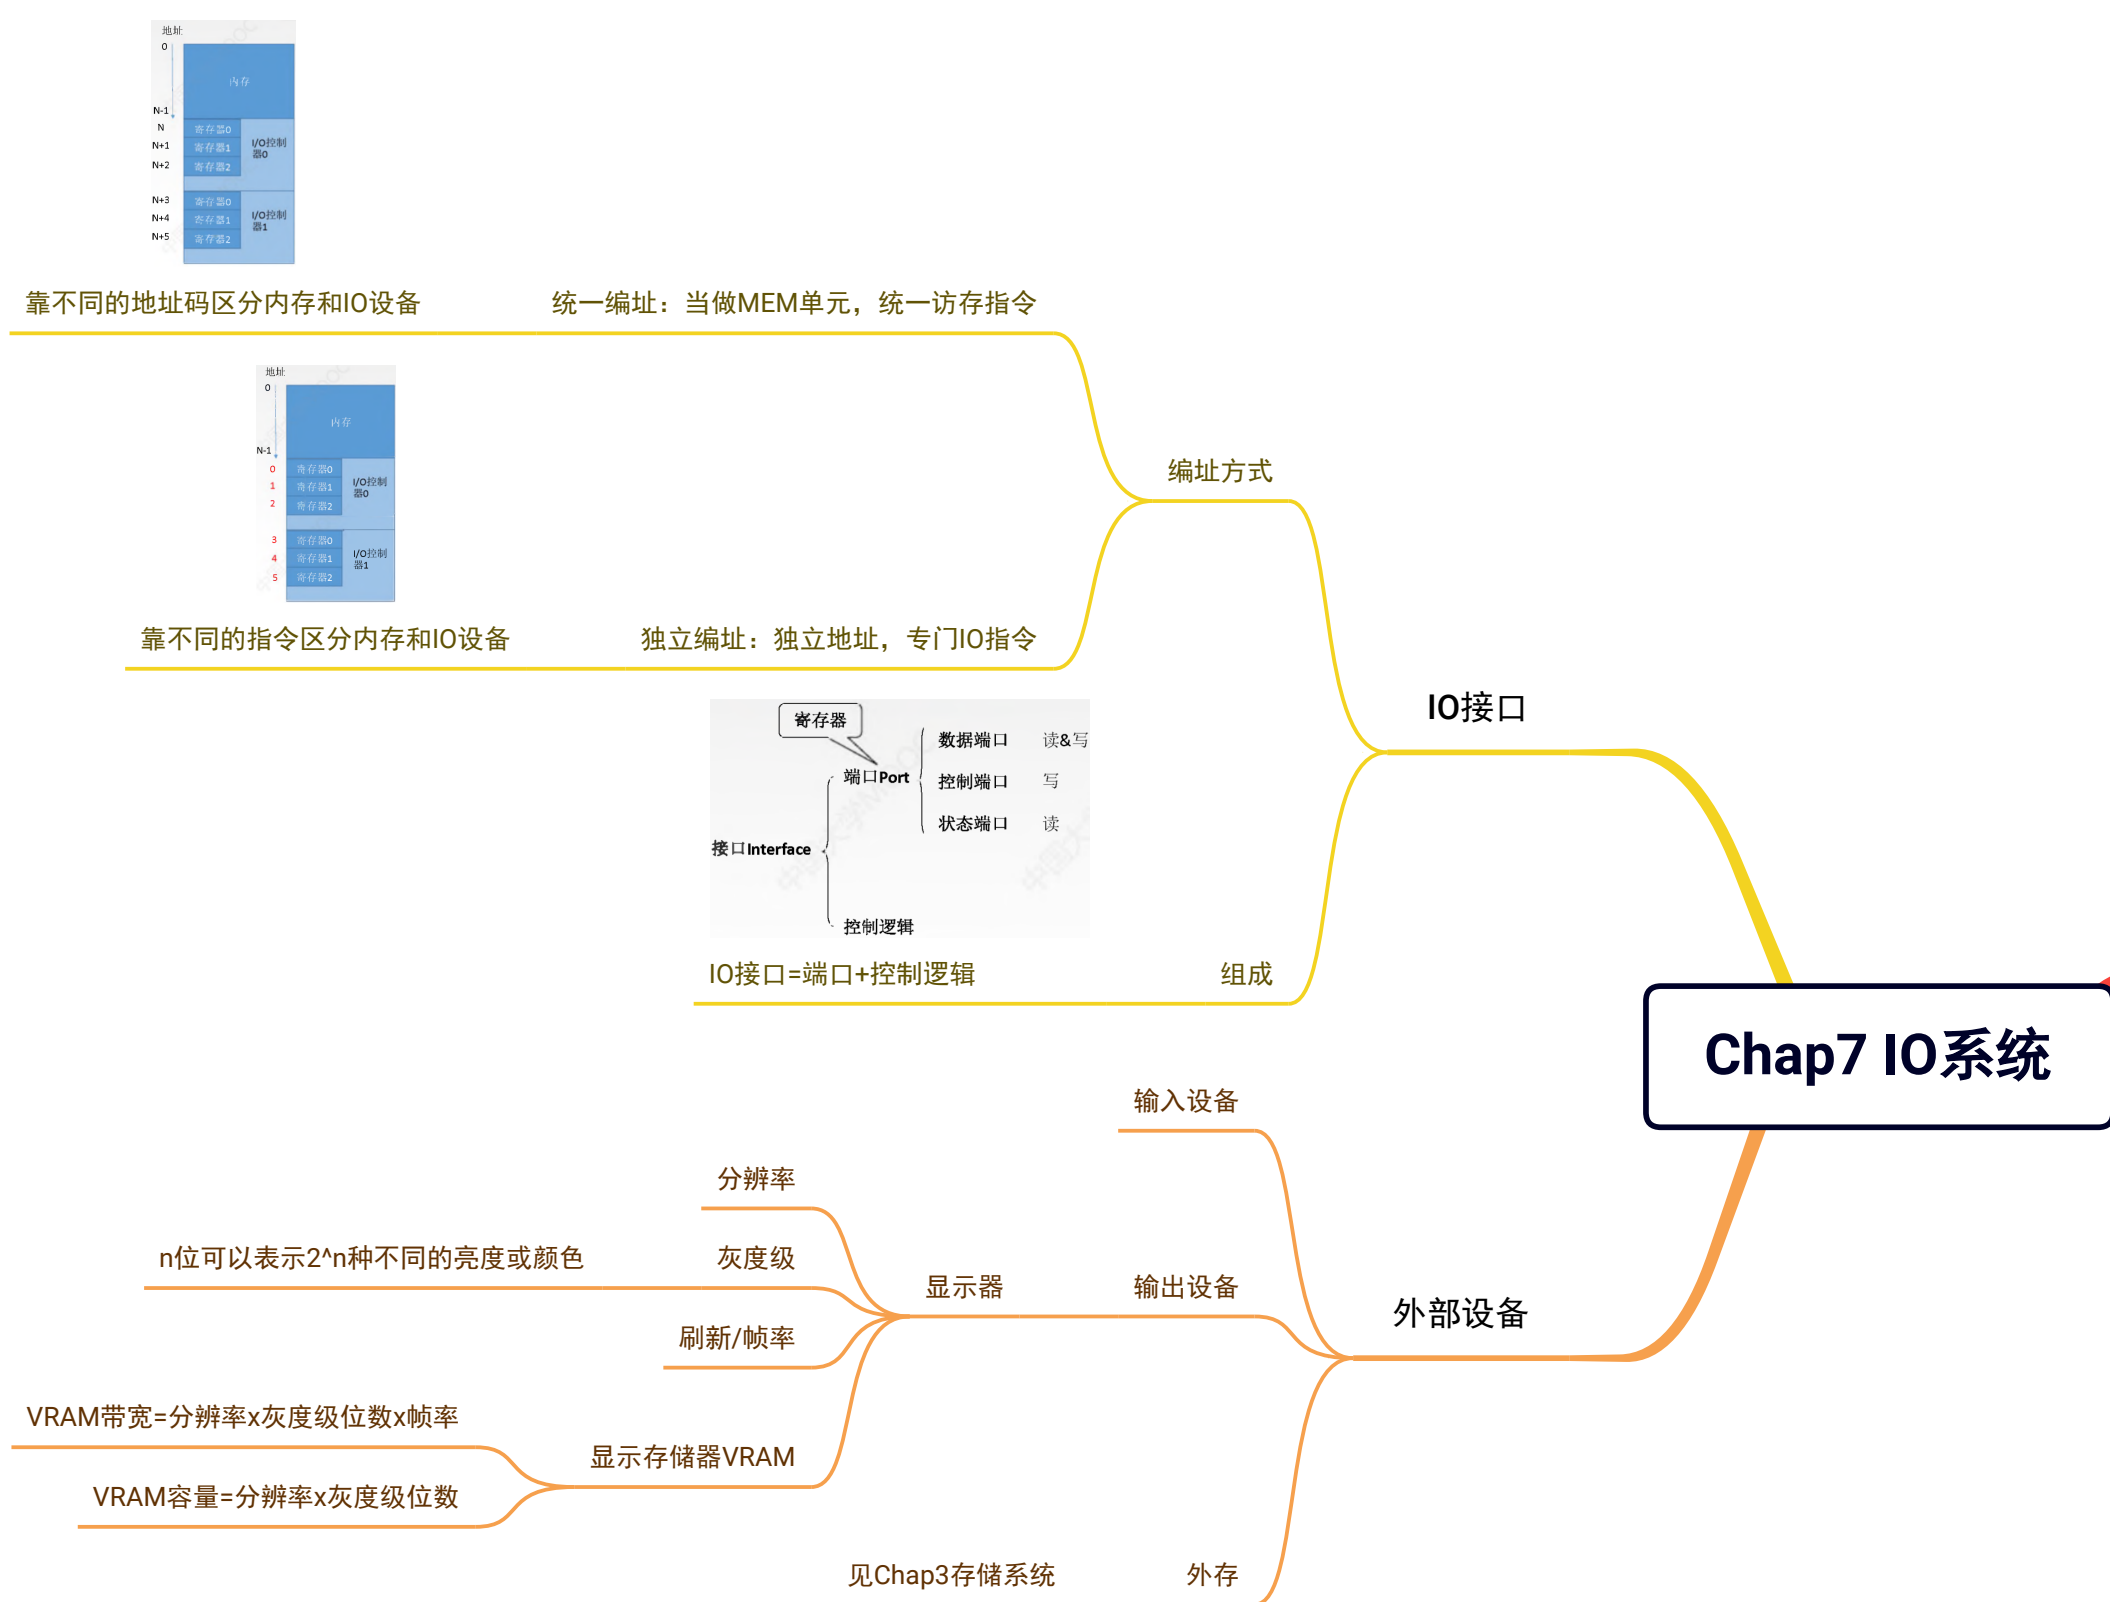 地址
0
内存
N-1
N
寄存器0
N+1
寄存器1
I/O控制
器0
N+2
寄存器2
N+3
寄存器0
N+4
寄存器1
I/O控制
器1
N+5
寄存器2
靠不同的地址码区分内存和IO设备
统一编址：当做MEM单元，统一访存指令
地址
0
内存
N-1
0
寄存器0
1
寄存器1
I/O控制
器0
2
寄存器2
3
寄存器0
4
寄存器1
I/O控制
器1
5
寄存器2
编址方式
靠不同的指令区分内存和IO设备
独立编址：独立地址，专门IO指令
IO接口
寄存器
数据端口 读&写
端口Port
控制端口 写
状态端口 读
接口Interface
控制逻辑
中国大学MOOC
IO接口=端口+控制逻辑
组成
Chap7 IO系统
输入设备
分辨率
n位可以表示2^n种不同的亮度或颜色
灰度级
显示器
输出设备
外部设备
刷新/帧率
VRAM带宽=分辨率x灰度级位数x帧率
显示存储器VRAM
VRAM容量=分辨率x灰度级位数
见Chap3存储系统
外存